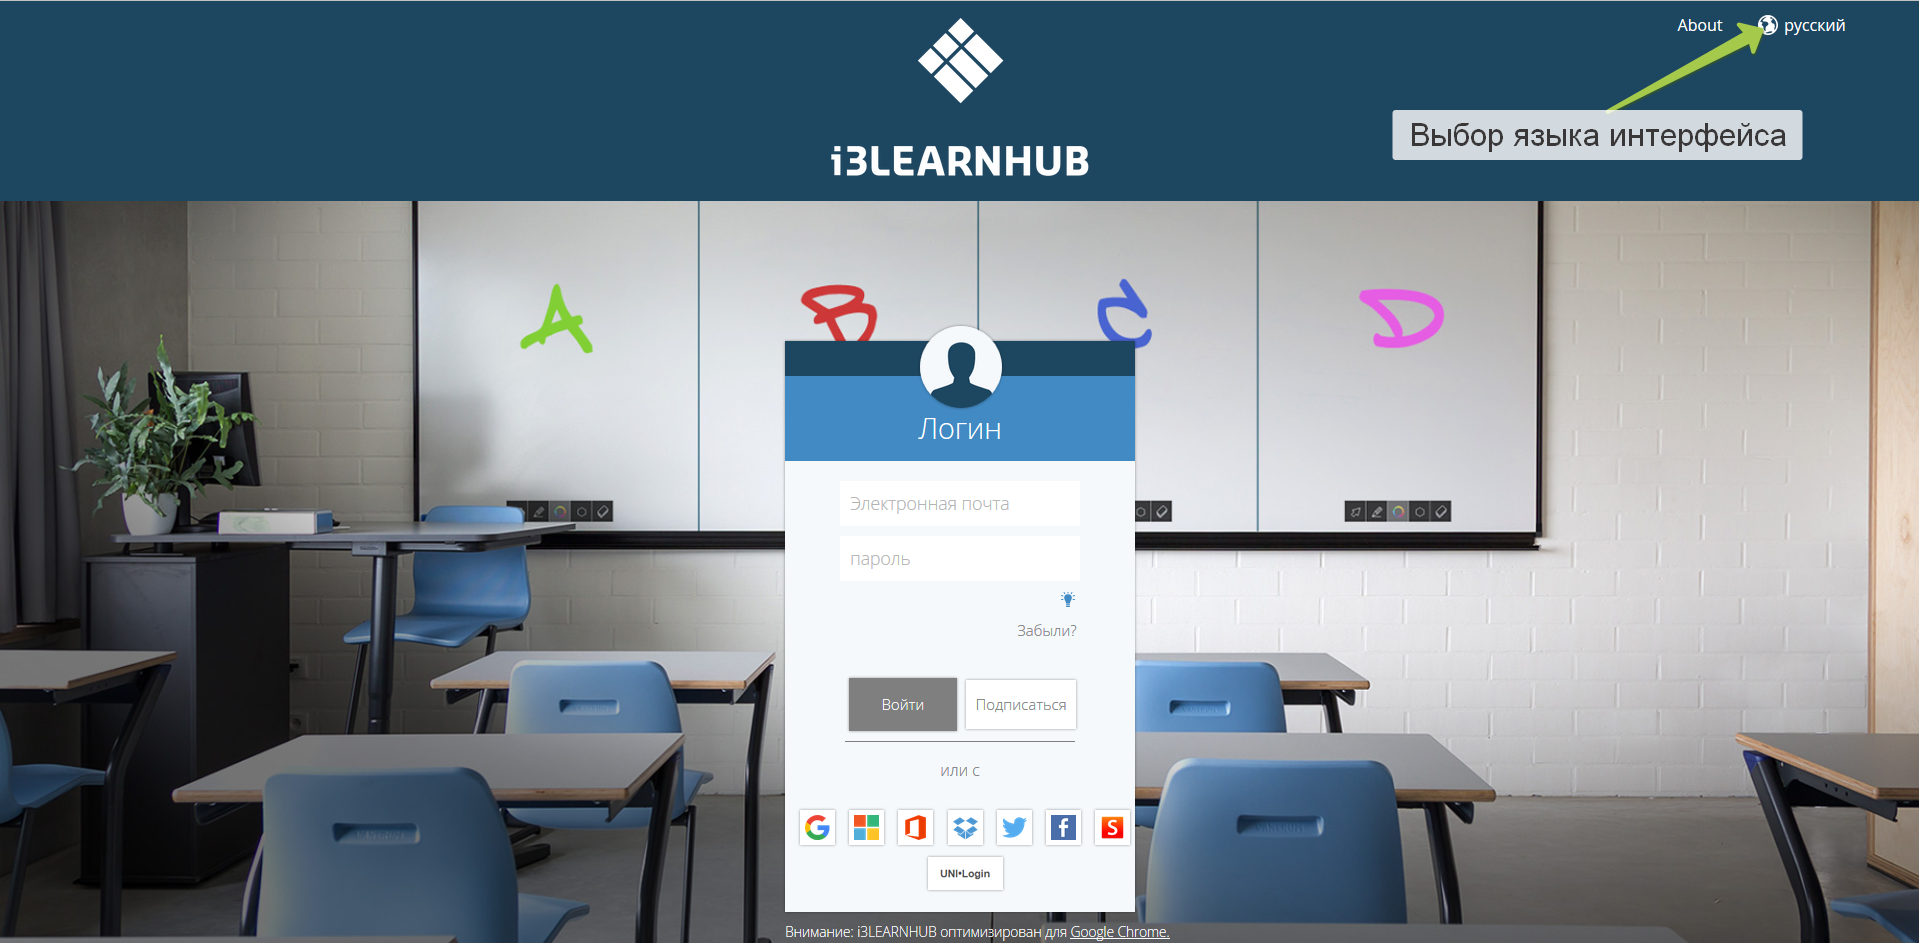 About
русский
Выбор языка интерфейса
i3LEARNHUB
A
B
C
D
Логин
Электронная почта
пароль
Забыли?
Войти
Подписаться
или с
UNI•Login
Внимание: i3LEARNHUB оптимизирован для Google Chrome.